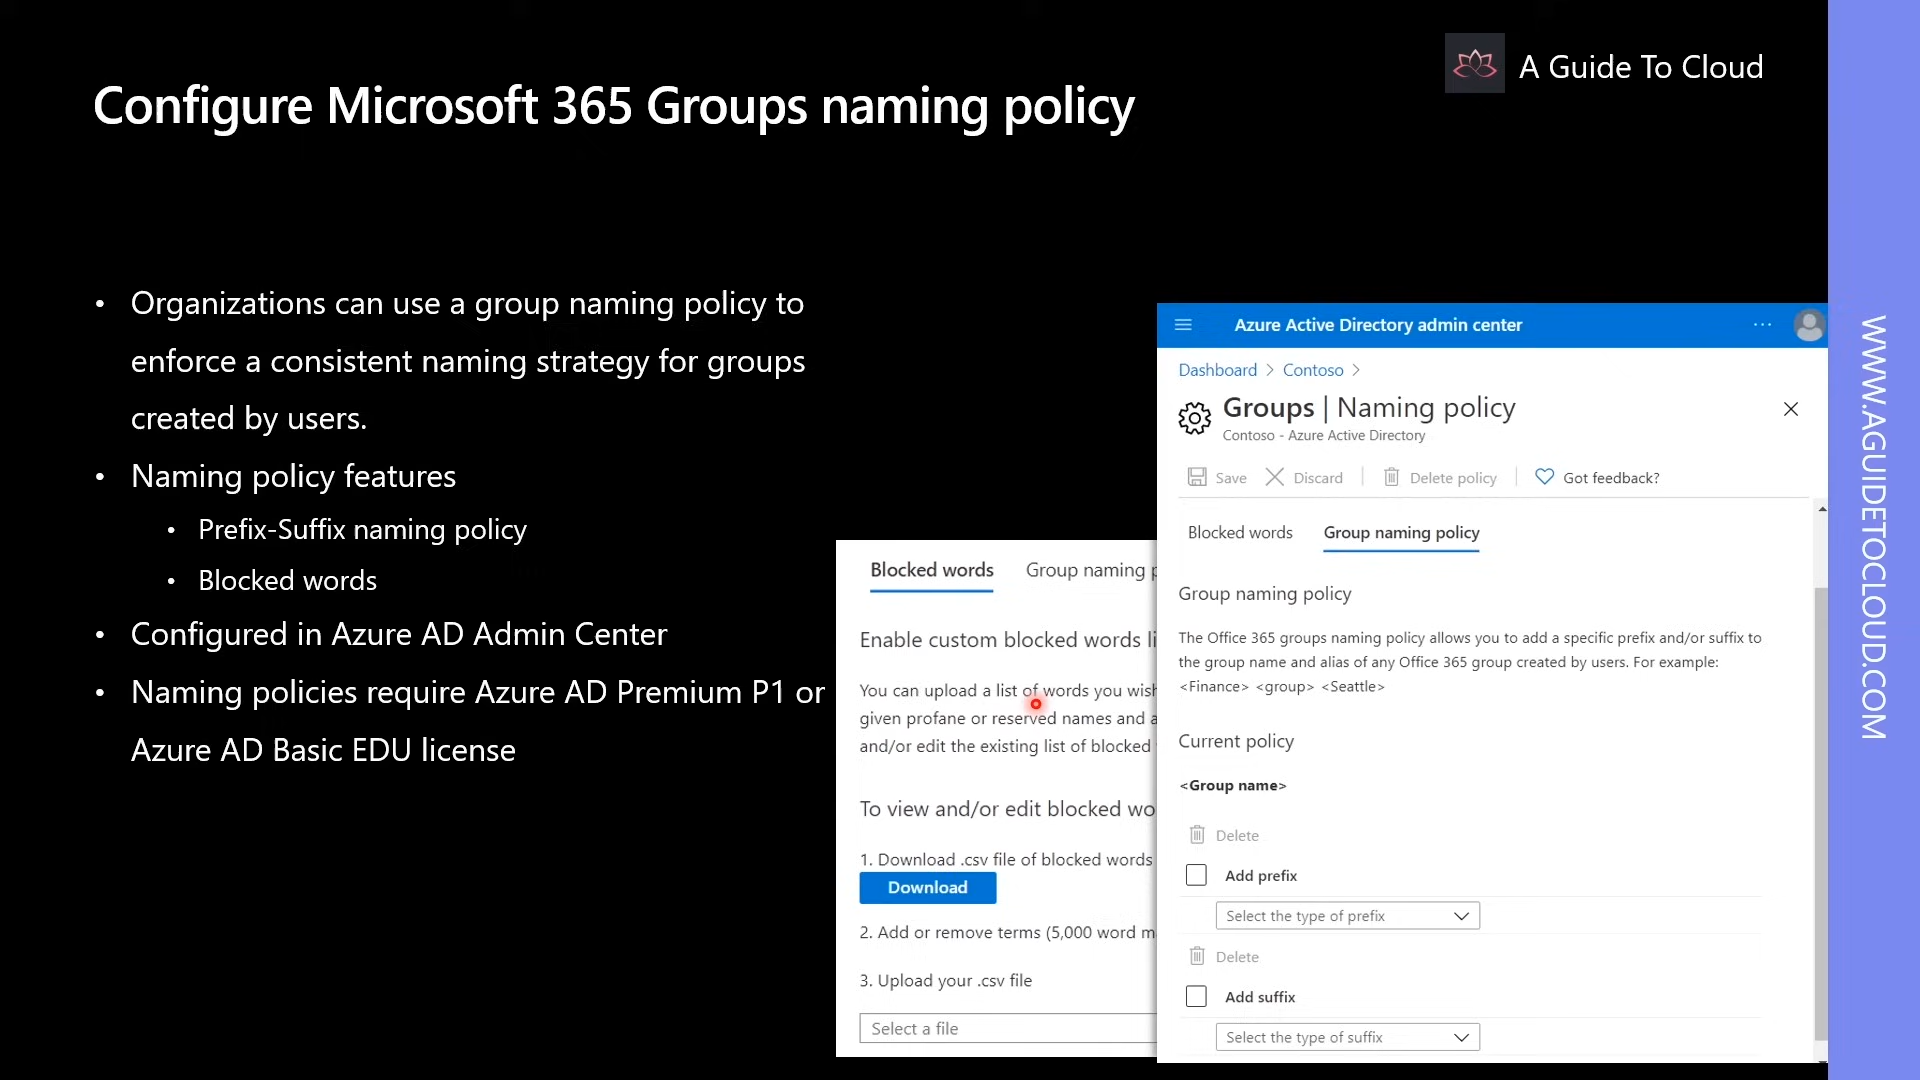 A Guide To Cloud
Configure Microsoft 365 Groups naming policy
• Organizations can use a group naming policy to
enforce a consistent naming strategy for groups
created by users.
• Naming policy features
• Prefix-Suffix naming policy
• Blocked words
• Configured in Azure AD Admin Center
• Naming policies require Azure AD Premium P1 or
Azure AD Basic EDU license
Blocked words Group naming p
Enable custom blocked words li
You can upload a list of words you wish
given profane or reserved names and a
and/or edit the existing list of blocked
To view and/or edit blocked wo
1. Download .csv file of blocked words
Download
2. Add or remove terms (5,000 word m
3. Upload your .csv file
Select a file
Azure Active Directory admin center ...
Dashboard > Contoso >
Groups | Naming policy
Contoso - Azure Active Directory
Save Discard Delete policy Got feedback?
Blocked words Group naming policy
Group naming policy
The Office 365 groups naming policy allows you to add a specific prefix and/or suffix to
the group name and alias of any Office 365 group created by users. For example:
<Finance> <group> <Seattle>
Current policy
<Group name>
Delete
Add prefix
Select the type of prefix
Delete
Add suffix
Select the type of suffix
WWW.AGUIDETOCLOUD.COM